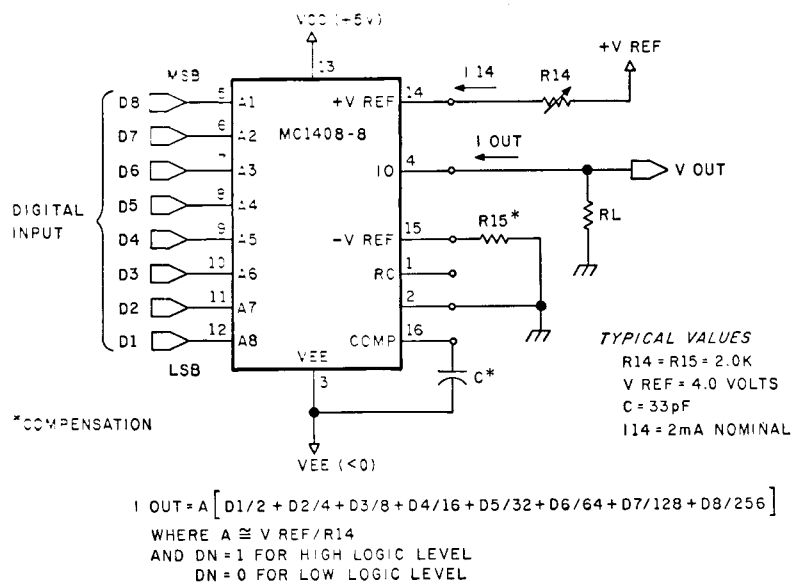 VCC (+5V)
+V REF
13
MSB
I 14
R14
D8 5 A1
+V REF 14
D7 6 A2
MC1408-8
I OUT
D6 7 A3
IO 4
V OUT
D5 8 A4
DIGITAL
INPUT
RL
D4 9 A5
-V REF 15
R15*
D3 10 A6
RC 1
D2 11 A7
2
D1 12 A8
COMP 16
VEE
LSB
3
C*
TYPICAL VALUES
R14 = R15 = 2.0K
V REF = 4.0 VOLTS
C = 33pF
I14 = 2mA NOMINAL
*COMPENSATION
VEE (<0)
I OUT = A [D1/2 + D2/4 + D3/8 + D4/16 + D5/32 + D6/64 + D7/128 + D8/256]
WHERE A ≅ V REF/R14
AND DN = 1 FOR HIGH LOGIC LEVEL
DN = 0 FOR LOW LOGIC LEVEL